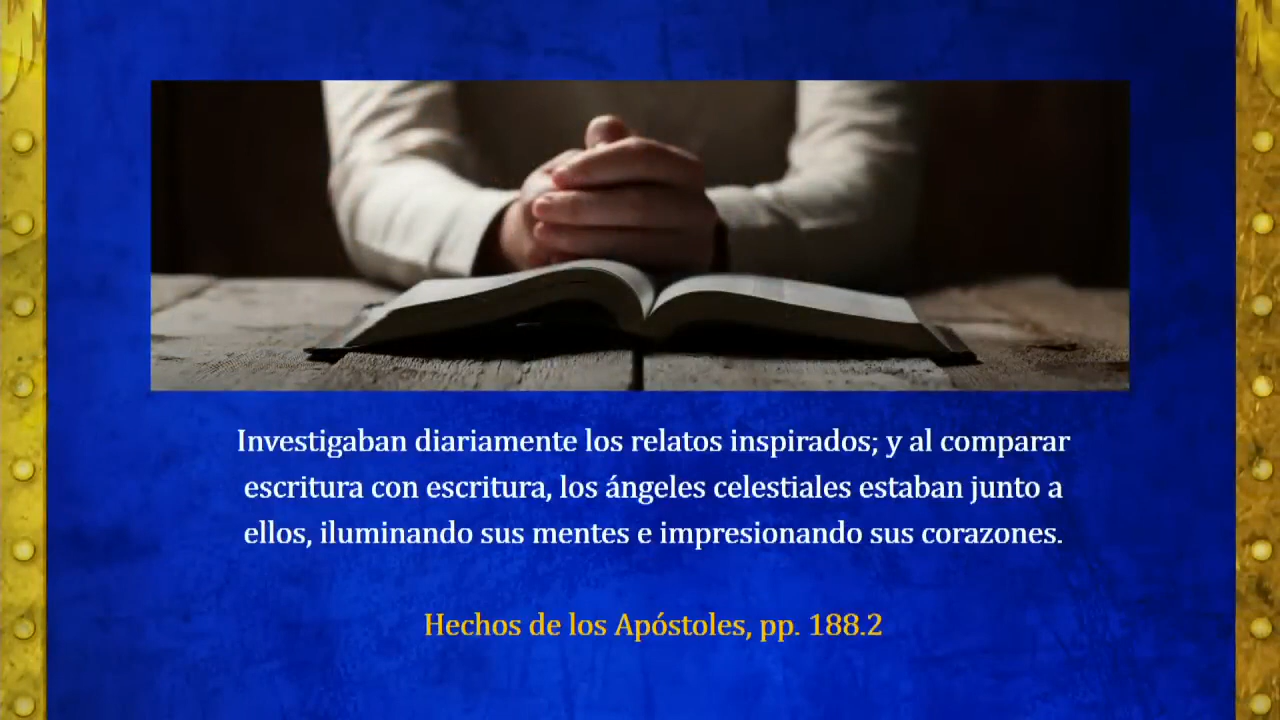 Investigaban diariamente los relatos inspirados; y al comparar
escritura con escritura, los ángeles celestiales estaban junto a
ellos, iluminando sus mentes e impresionando sus corazones.
Hechos de los Apóstoles, pp. 188.2